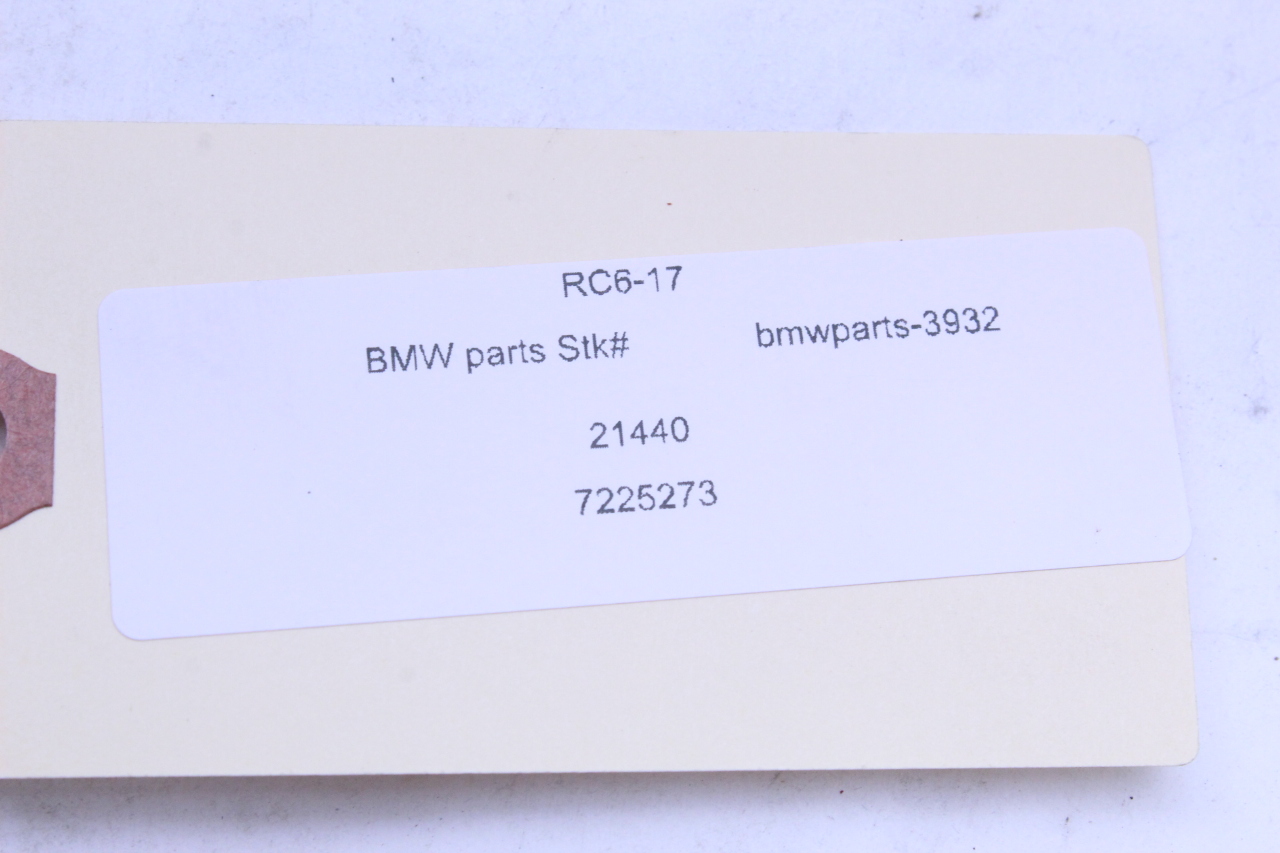 RC6-17
BMW parts Stk# bmwparts-3932
21440
7225273